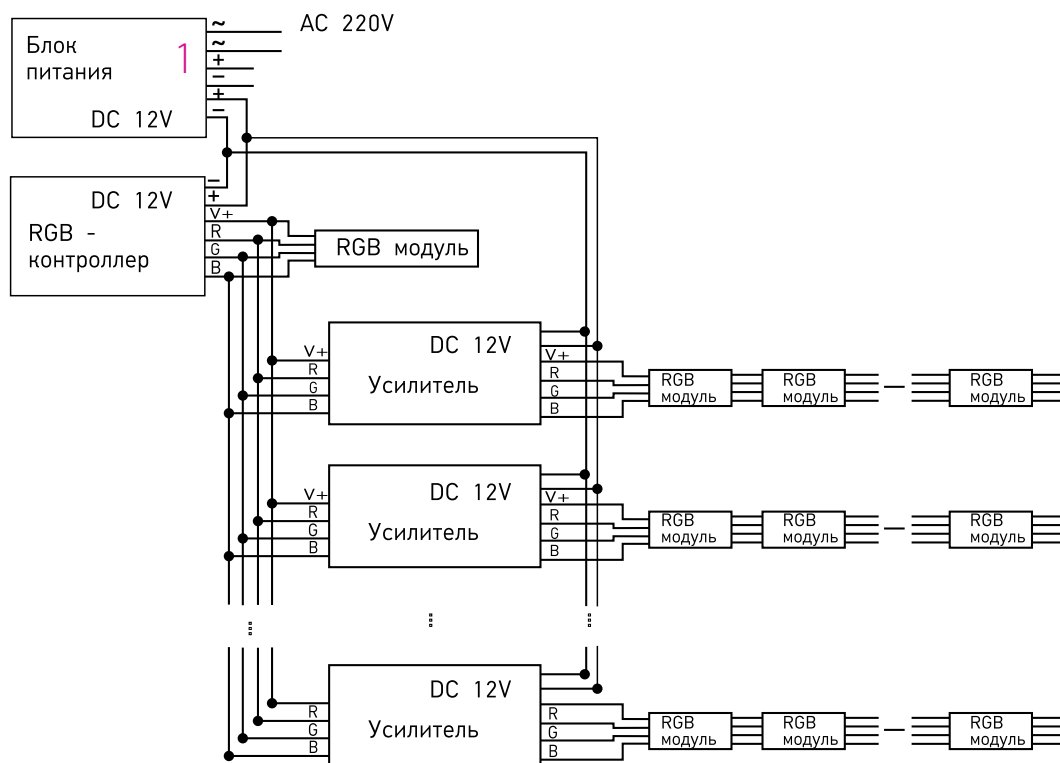 AC 220V
~
~
+
−
+
−
Блок
питания
1
DC 12V
−
+
DC 12V
RGB -
контроллер
V+
R
G
B
RGB модуль
DC 12V
Усилитель
V+
R
G
B
V+
R
G
B
RGB
модуль
RGB
модуль
RGB
модуль
DC 12V
Усилитель
V+
R
G
B
V+
R
G
B
RGB
модуль
RGB
модуль
RGB
модуль
DC 12V
Усилитель
R
G
B
R
G
B
RGB
модуль
RGB
модуль
RGB
модуль